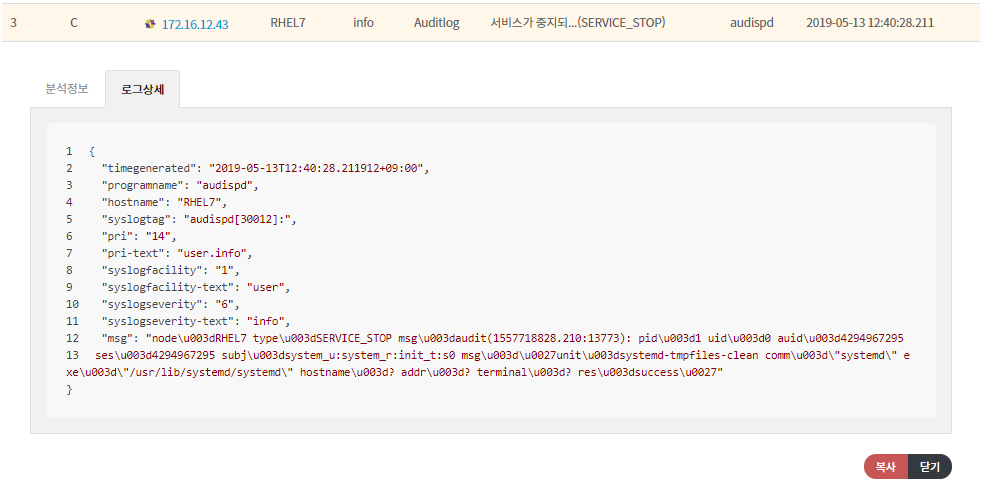 3 C 172.16.12.43 RHEL7 info Auditlog 서비스가 중지되...(SERVICE_STOP) audispd 2019-05-13 12:40:28.211
분석정보 로그상세
1 {
2 "timegenerated": "2019-05-13T12:40:28.211912+09:00",
3 "programname": "audispd",
4 "hostname": "RHEL7",
5 "syslogtag": "audispd[30012]:",
6 "pri": "14",
7 "pri-text": "user.info",
8 "syslogfacility": "1",
9 "syslogfacility-text": "user",
10 "syslogseverity": "6",
11 "syslogseverity-text": "info",
12 "msg": "node\u003dRHEL7 type\u003dSERVICE_STOP msg\u003daudit(1557718828.210:13773): pid\u003d1 uid\u003d0 auid\u003d4294967295
13 ses\u003d4294967295 subj\u003dsystem_u:system_r:init_t:s0 msg\u003d\u0027unit\u003dsystemd-tmpfiles-clean comm\u003d\"systemd\" e
xe\u003d\"/usr/lib/systemd/systemd\" hostname\u003d? addr\u003d? terminal\u003d? res\u003dsuccess\u0027"
}
복사 닫기